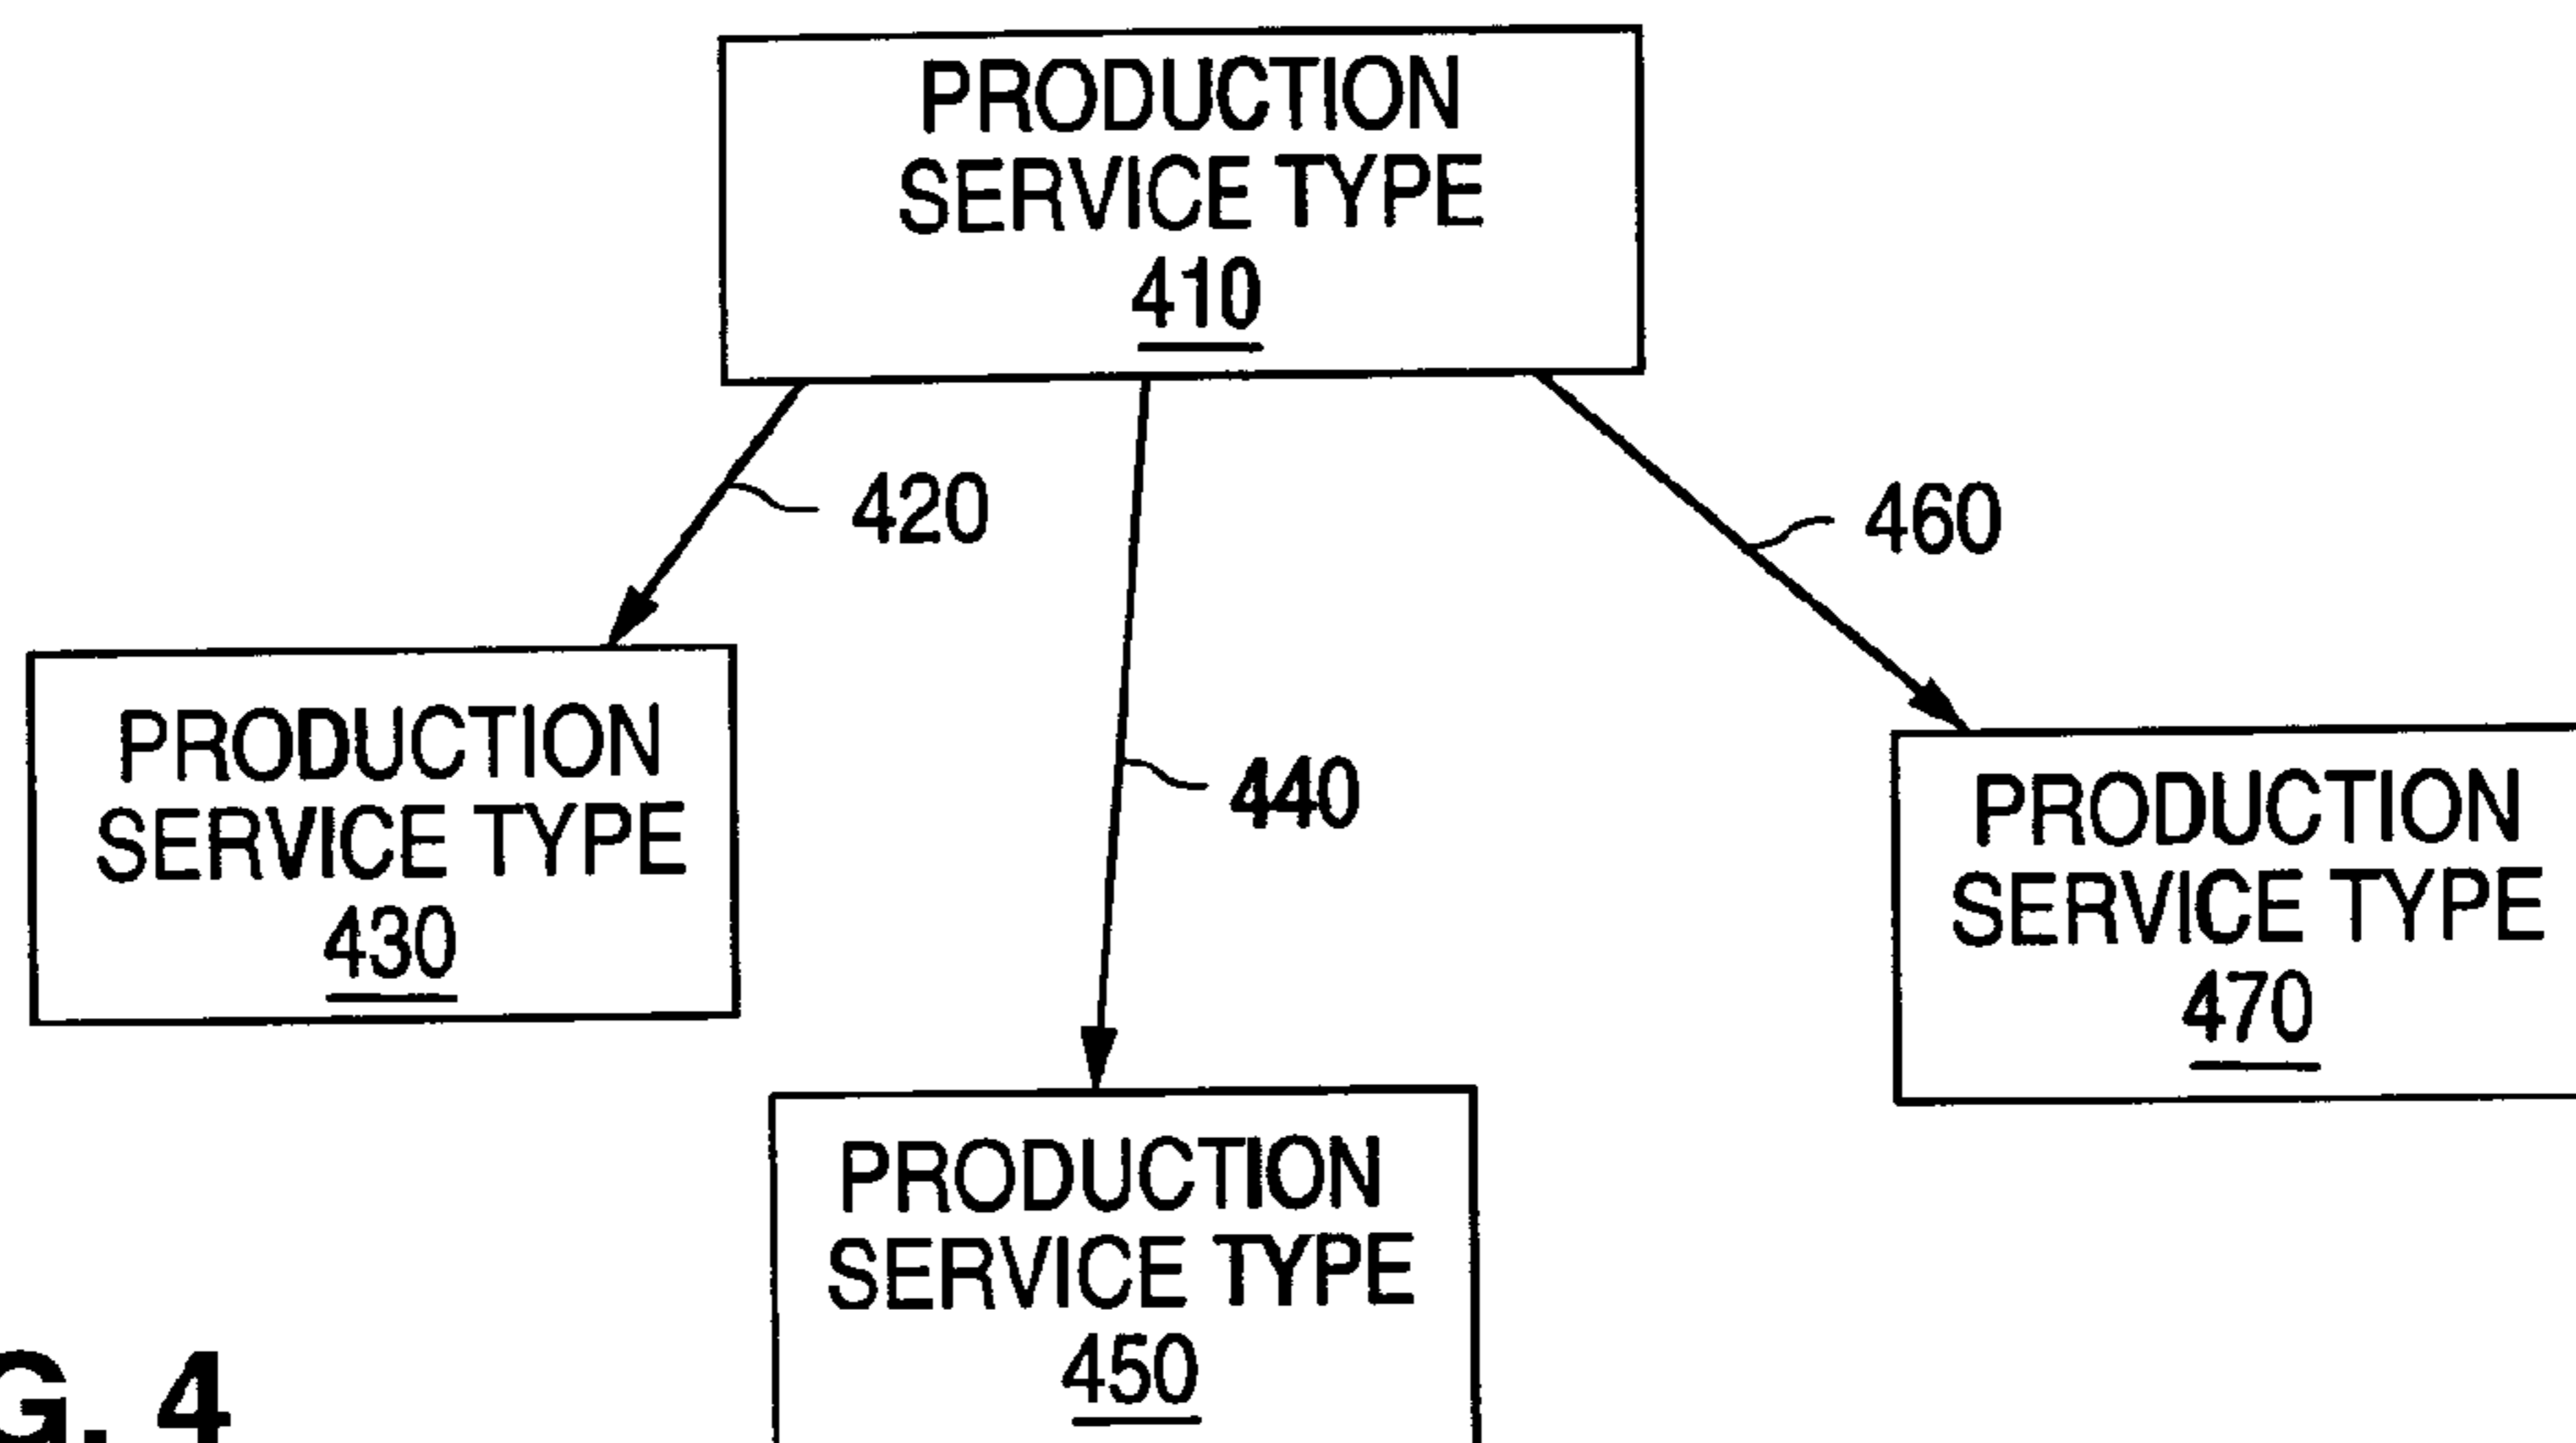 PRODUCTION
SERVICE TYPE
410
420
460
440
PRODUCTION
SERVICE TYPE
430
PRODUCTION
SERVICE TYPE
470
PRODUCTION
SERVICE TYPE
450
G. 4